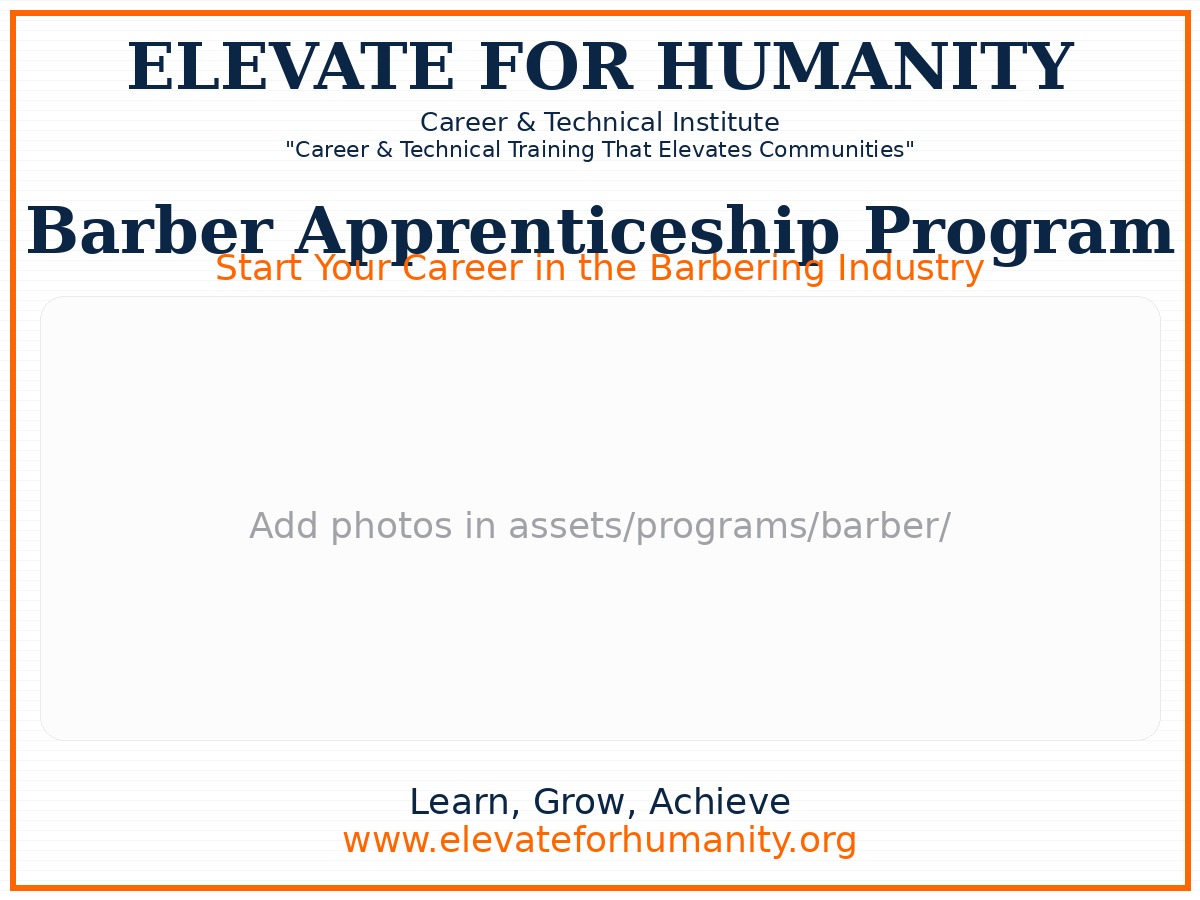 ELEVATE FOR HUMANITY
Career & Technical Institute
"Career & Technical Training That Elevates Communities"
Barber Apprenticeship Program
Start Your Career in the Barbering Industry
Add photos in assets/programs/barber/
Learn, Grow, Achieve
www.elevateforhumanity.org